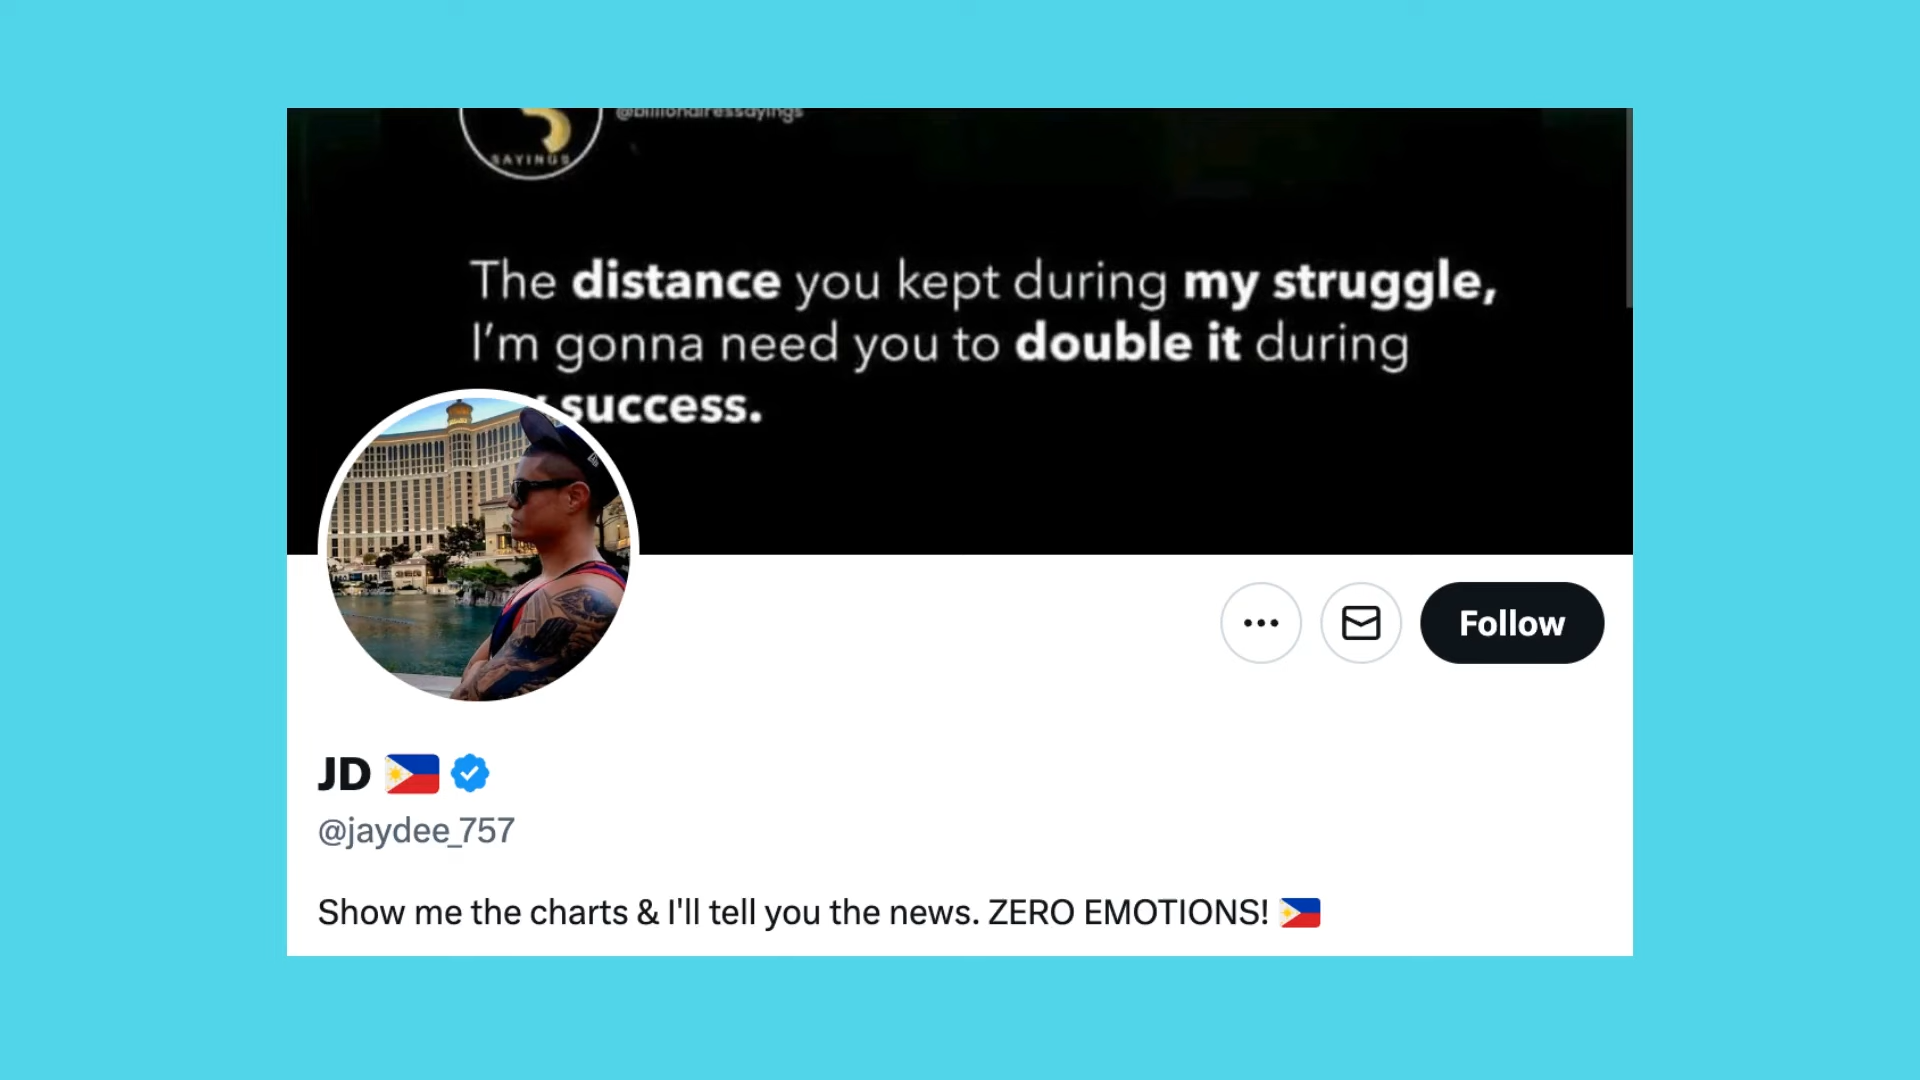 @billionairessayings
SAYINGS
The distance you kept during my struggle,
I’m gonna need you to double it during
success.
Follow
JD
@jaydee_757
Show me the charts & I'll tell you the news. ZERO EMOTIONS!